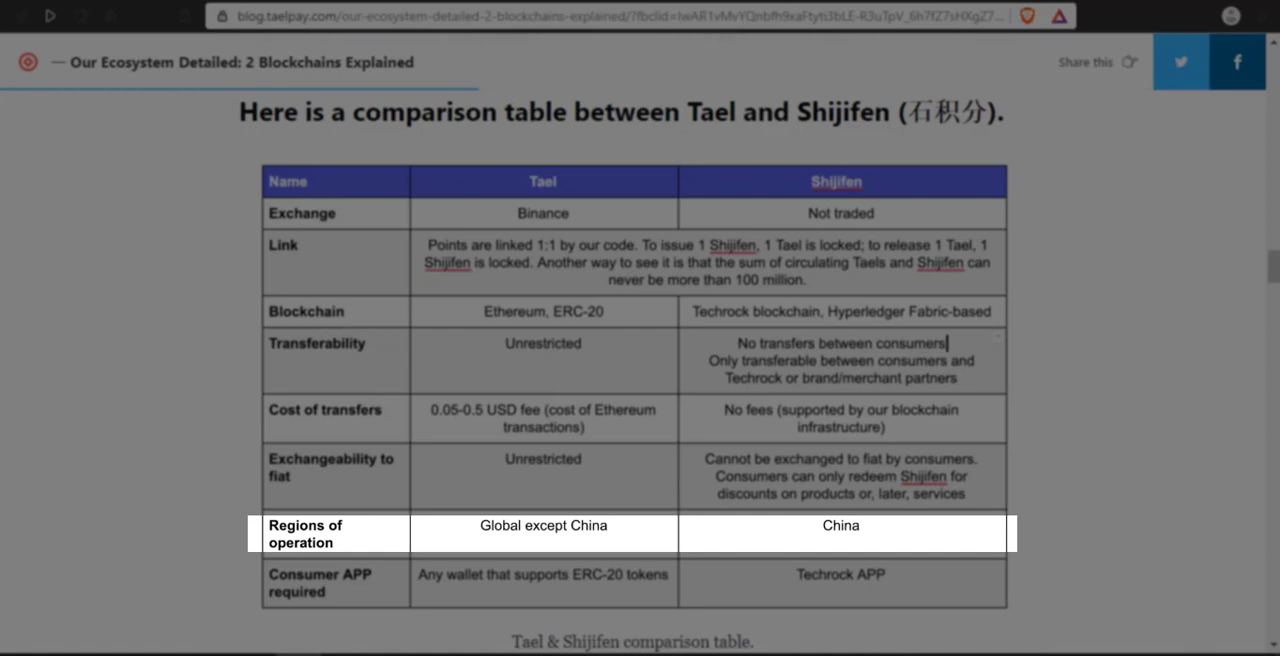 blog.taelpay.com/our-ecosystem-detailed-2-blockchains-explained/?fbclid=IwAR1vMvYQnbfh9xaFtyti3bLE-R3uTpV_6h7fZ7sHXgZ7...
— Our Ecosystem Detailed: 2 Blockchains Explained
Share this
Here is a comparison table between Tael and Shijifen (石积分).
Name Tael Shijifen
Exchange Binance Not traded
Link Points are linked 1:1 by our code. To issue 1 Shijifen, 1 Tael is locked; to release 1 Tael, 1
Shijifen is locked. Another way to see it is that the sum of circulating Taels and Shijifen can
never be more than 100 million.
Blockchain Ethereum, ERC-20 Techrock blockchain, Hyperledger Fabric-based
Transferability Unrestricted No transfers between consumers
Only transferable between consumers and
Techrock or brand/merchant partners
Cost of transfers 0.05-0.5 USD fee (cost of Ethereum No fees (supported by our blockchain
transactions) infrastructure)
Exchangeability to Unrestricted Cannot be exchanged to fiat by consumers.
fiat Consumers can only redeem Shijifen for
discounts on products or, later, services
Regions of Global except China China
operation
Consumer APP Any wallet that supports ERC-20 tokens Techrock APP
required
Tael & Shijifen comparison table.